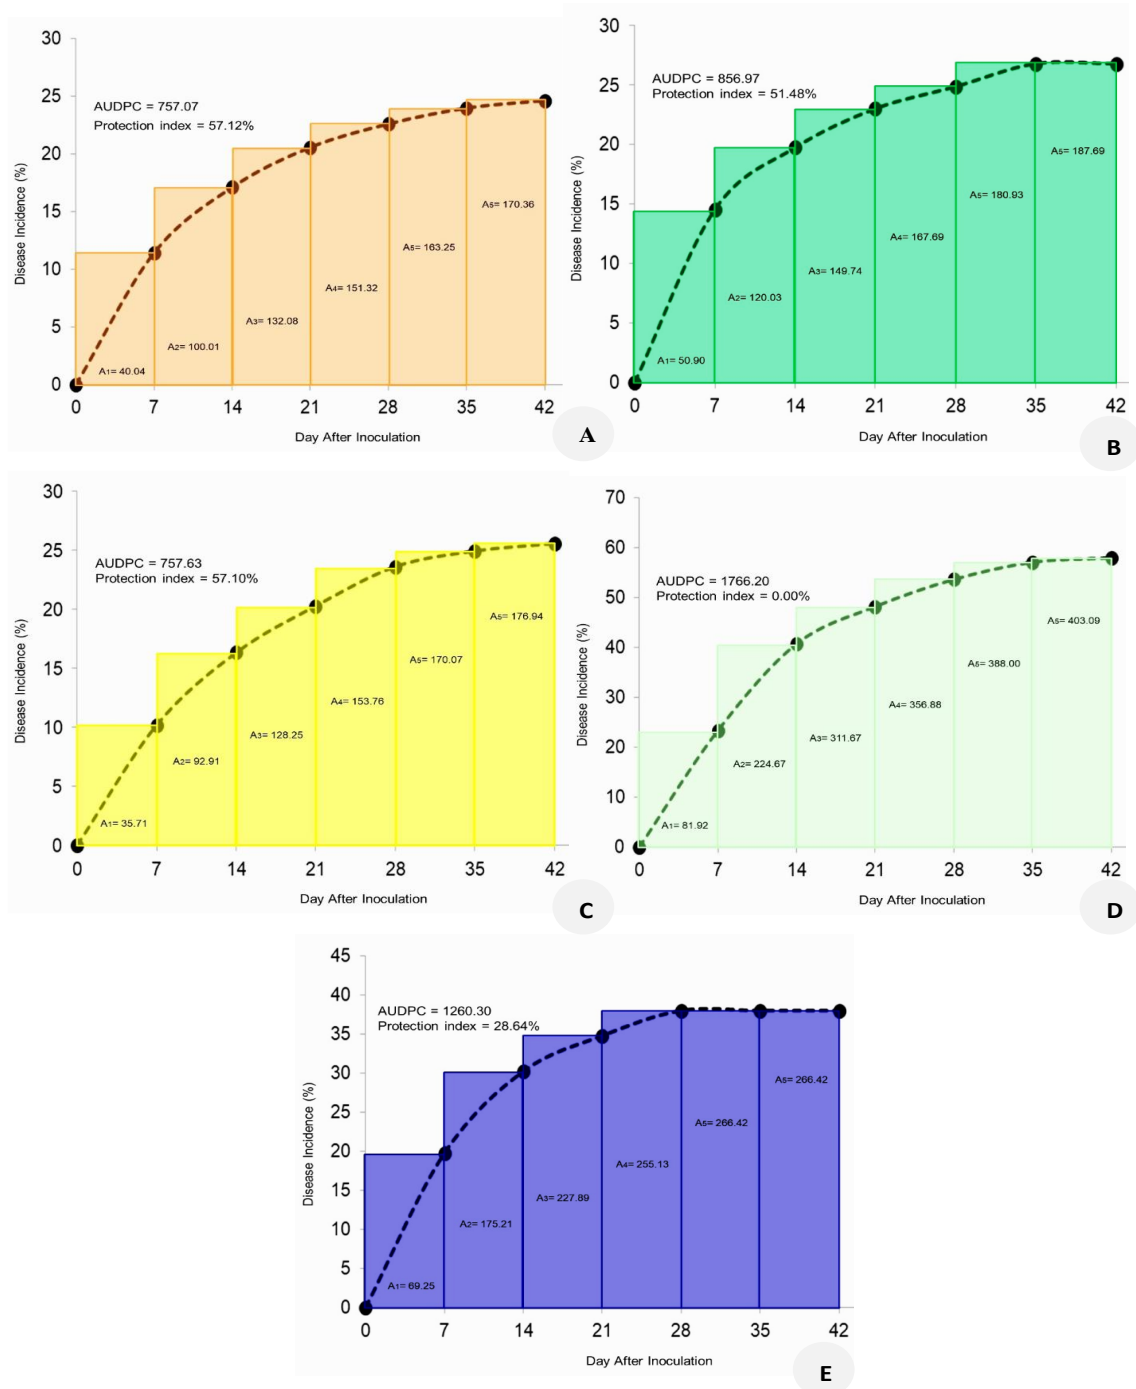 30
25
20
15
10
5
0
Disease Incidence (%)
AUDPC = 757.07
Protection index = 57.12%
A1= 40.04
A2= 100.01
A3= 132.08
A4= 151.32
A5= 163.25
A5= 170.36
0 7 14 21 28 35 42
Day After Inoculation
A
30
25
20
15
10
5
0
Disease Incidence (%)
AUDPC = 856.97
Protection index = 51.48%
A1= 50.90
A2= 120.03
A3= 149.74
A4= 167.69
A5= 180.93
A5= 187.69
0 7 14 21 28 35 42
Day After Inoculation
B
30
25
20
15
10
5
0
Disease Incidence (%)
AUDPC = 757.63
Protection index = 57.10%
A1= 35.71
A2= 92.91
A3= 128.25
A4= 153.76
A5= 170.07
A5= 176.94
0 7 14 21 28 35 42
Day After Inoculation
C
70
60
50
40
30
20
10
0
Disease Incidence (%)
AUDPC = 1766.20
Protection index = 0.00%
A1= 81.92
A2= 224.67
A3= 311.67
A4= 356.88
A5= 388.00
A5= 403.09
0 7 14 21 28 35 42
Day After Inoculation
D
45
40
35
30
25
20
15
10
5
0
Disease Incidence (%)
AUDPC = 1260.30
Protection index = 28.64%
A1= 69.25
A2= 175.21
A3= 227.89
A4= 255.13
A5= 266.42
A5= 266.42
0 7 14 21 28 35 42
Day After Inoculation
E